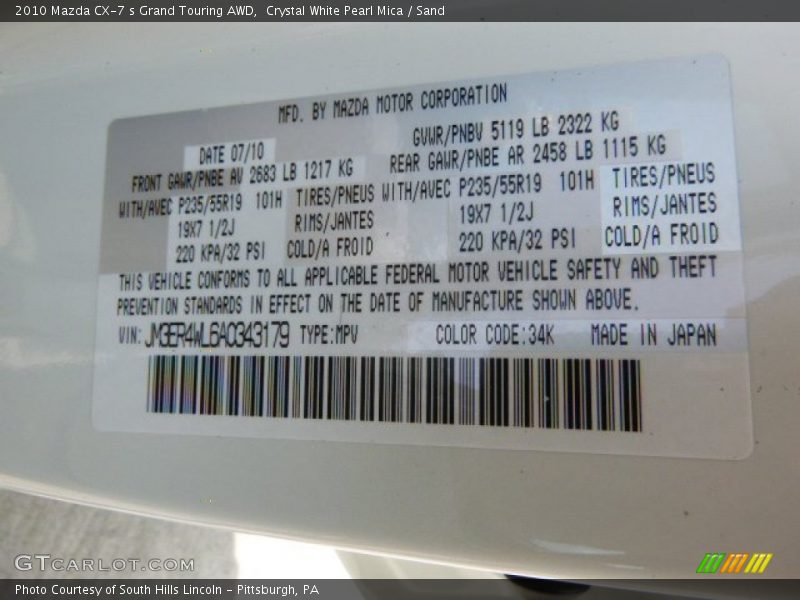 2010 Mazda CX-7 s Grand Touring AWD, Crystal White Pearl Mica / Sand
MFD. BY MAZDA MOTOR CORPORATION
DATE 07/10 GVWR/PNBV 5119 LB 2322 KG
FRONT GAWR/PNBE AV 2683 LB 1217 KG REAR GAWR/PNBE AR 2458 LB 1115 KG
WITH/AVEC P235/55R19 101H TIRES/PNEUS WITH/AVEC P235/55R19 101H TIRES/PNEUS
19X7 1/2J RIMS/JANTES 19X7 1/2J RIMS/JANTES
220 KPA/32 PSI COLD/A FROID 220 KPA/32 PSI COLD/A FROID
THIS VEHICLE CONFORMS TO ALL APPLICABLE FEDERAL MOTOR VEHICLE SAFETY AND THEFT
PREVENTION STANDARDS IN EFFECT ON THE DATE OF MANUFACTURE SHOWN ABOVE.
VIN: JM3ER4WL6A0343179 TYPE:MPV COLOR CODE:34K MADE IN JAPAN
GTCARLOT.COM
Photo Courtesy of South Hills Lincoln - Pittsburgh, PA